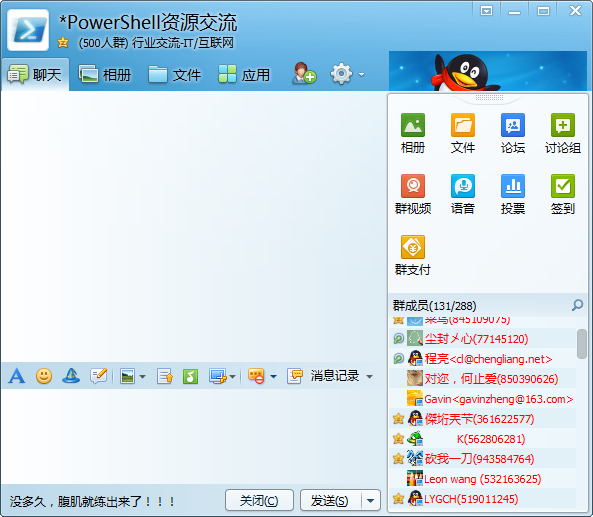 *PowerShell资源交流
(500人群) 行业交流-IT/互联网
聊天 相册 文件 应用
相册 文件 论坛 讨论组
群视频 语音 投票 签到
群支付
群成员(131/288)
菜鸟(845109075)
尘封メ心(77145120)
程亮<cl@chengliang.net>
对迩，何止爱(850390626)
Gavin<gavinzheng@163.com>
傑珩天芐(361622577)
K(562806281)
砍我一刀(943584764)
Leon wang (532163625)
LYGCH(519011245)
消息记录
没多久，腹肌就练出来了！！！
关闭(C) 发送(S)